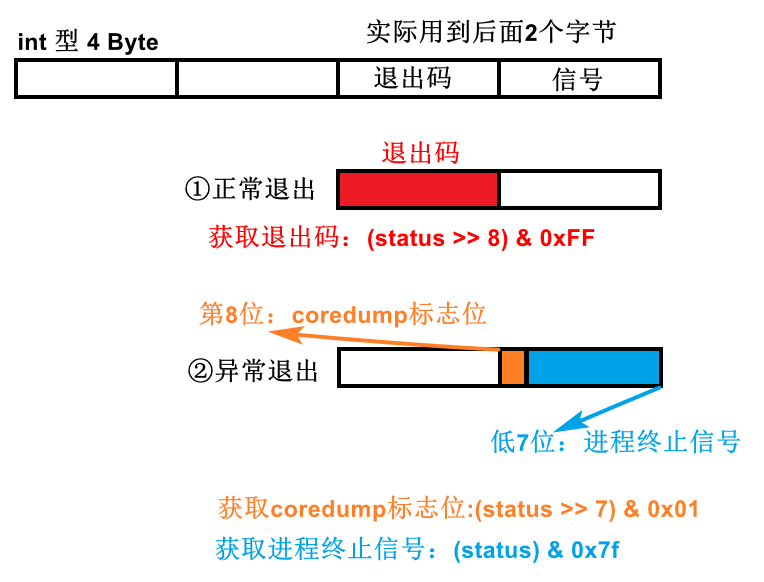 int 型 4 Byte
实际用到后面2个字节
退出码
信号
退出码
①正常退出
获取退出码：(status >> 8) & 0xFF
第8位：coredump标志位
②异常退出
低7位：进程终止信号
获取coredump标志位:(status >> 7) & 0x01
获取进程终止信号：(status) & 0x7f